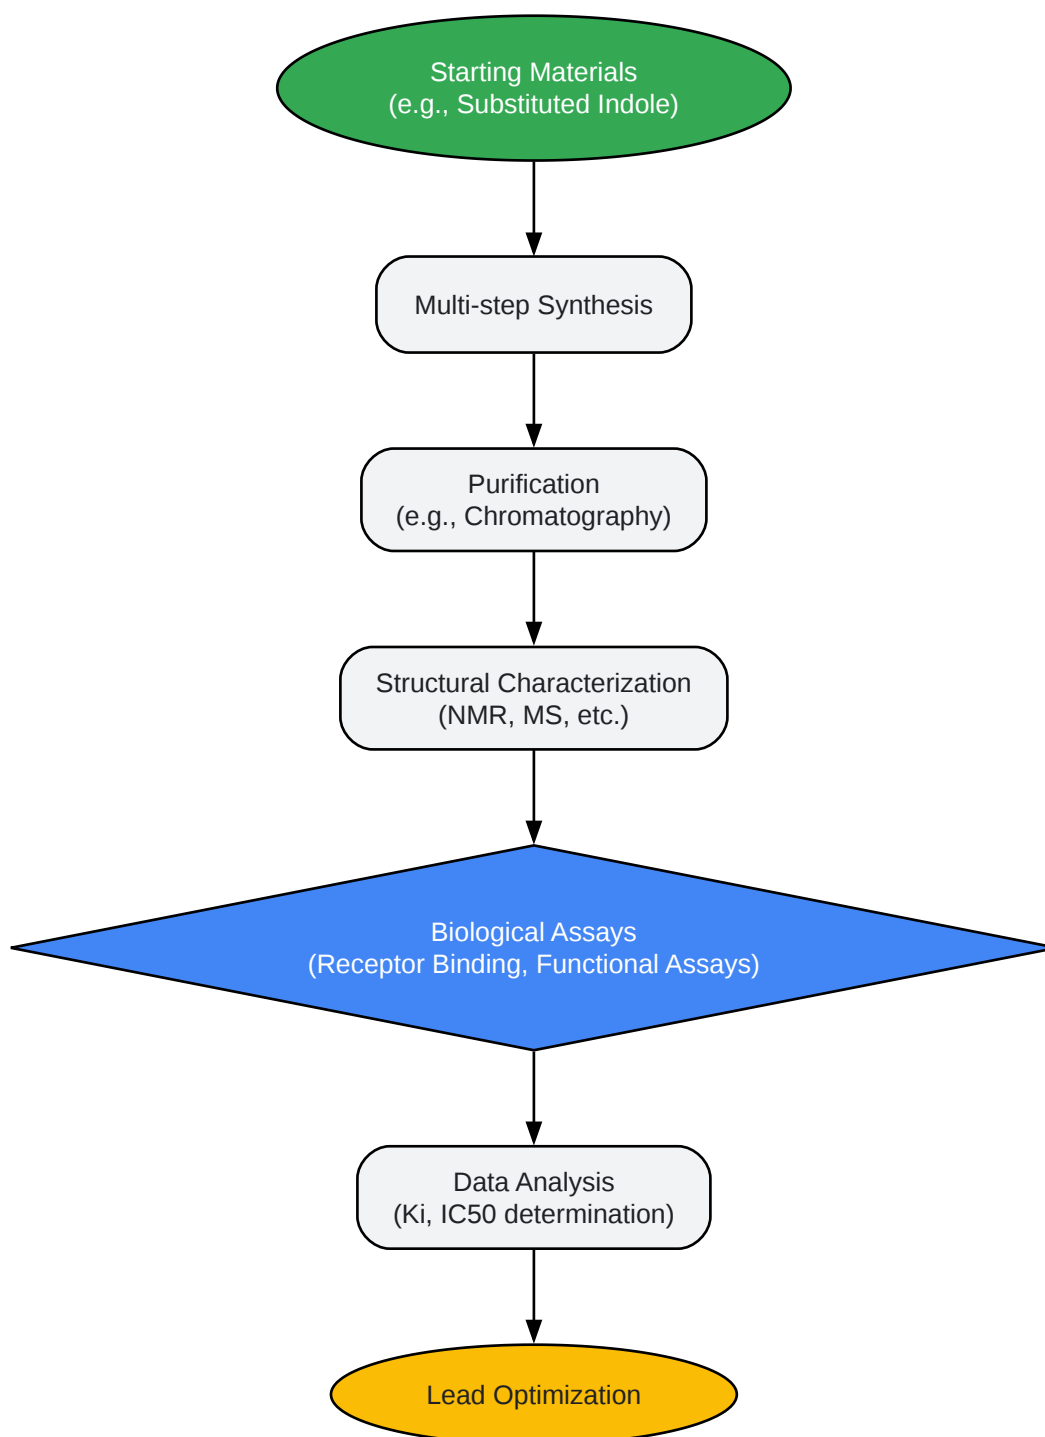 Starting Materials
(e.g., Substituted Indole)
Multi-step Synthesis
Purification
(e.g., Chromatography)
Structural Characterization
(NMR, MS, etc.)
Biological Assays
(Receptor Binding, Functional Assays)
Data Analysis
(Ki, IC50 determination)
Lead Optimization